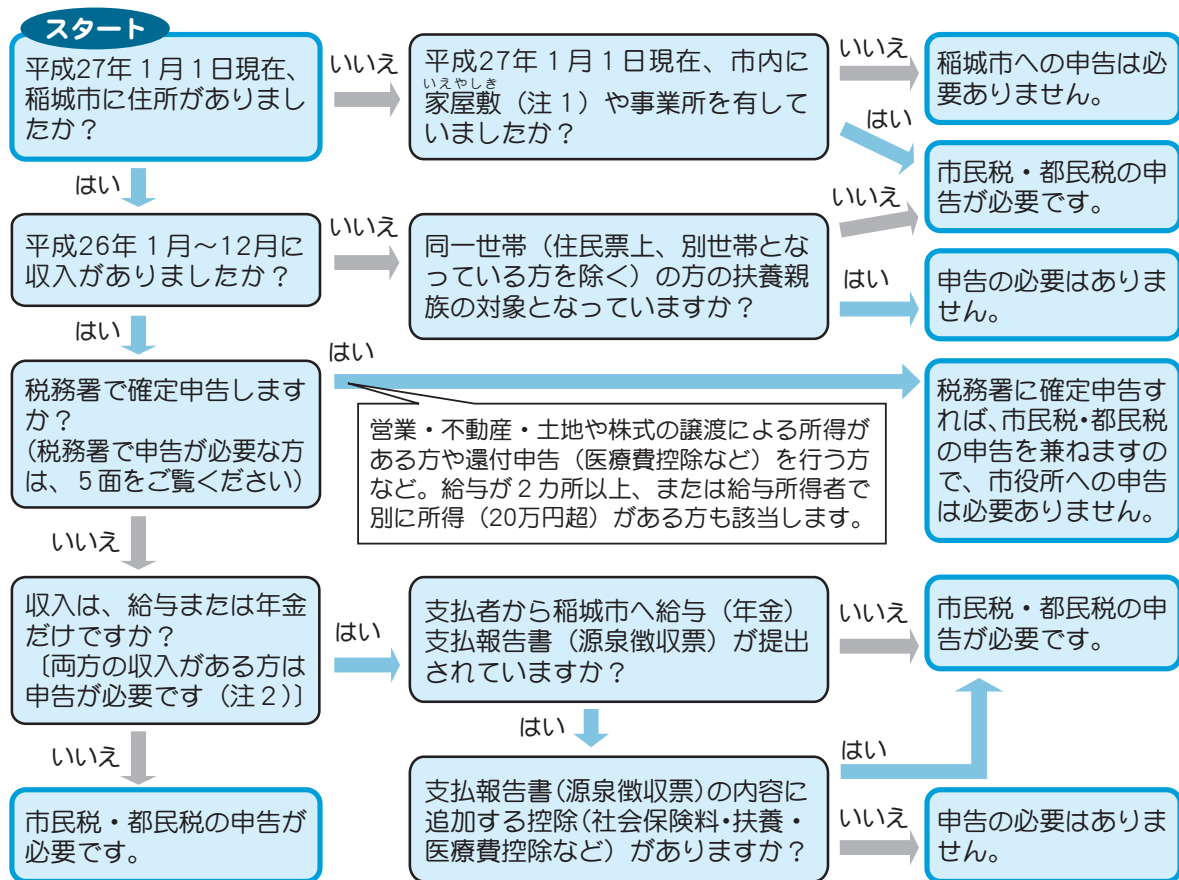 スタート
平成27年1月1日現在、
稲城市に住所がありまし
たか？
いいえ
平成27年1月1日現在、市内に
いえやしき
家屋敷（注1）や事業所を有して
いましたか？
いいえ
稲城市への申告は必
要ありません。
はい
市民税・都民税の申
告が必要です。
はい
平成26年1月～12月に
収入がありましたか？
いいえ
同一世帯（住民票上、別世帯とな
っている方を除く）の方の扶養親
族の対象となっていますか？
いいえ
はい
申告の必要はありま
せん。
はい
税務署で確定申告します
か？
(税務署で申告が必要な方
は、5面をご覧ください)
はい
営業・不動産・土地や株式の譲渡による所得が
ある方や還付申告（医療費控除など）を行う方
など。給与が2カ所以上、または給与所得者で
別に所得（20万円超）がある方も該当します。
税務署に確定申告す
れば、市民税・都民税
の申告を兼ねますの
で、市役所への申告
は必要ありません。
いいえ
収入は、給与または年金
だけですか？
〔両方の収入がある方は
申告が必要です（注2）〕
はい
支払者から稲城市へ給与（年金）
支払報告書（源泉徴収票）が提出
されていますか？
いいえ
市民税・都民税の申
告が必要です。
いいえ
市民税・都民税の申告が
必要です。
はい
支払報告書(源泉徴収票)の内容に
追加する控除(社会保険料・扶養・
医療費控除など）がありますか？
はい
いいえ
申告の必要はありま
せん。